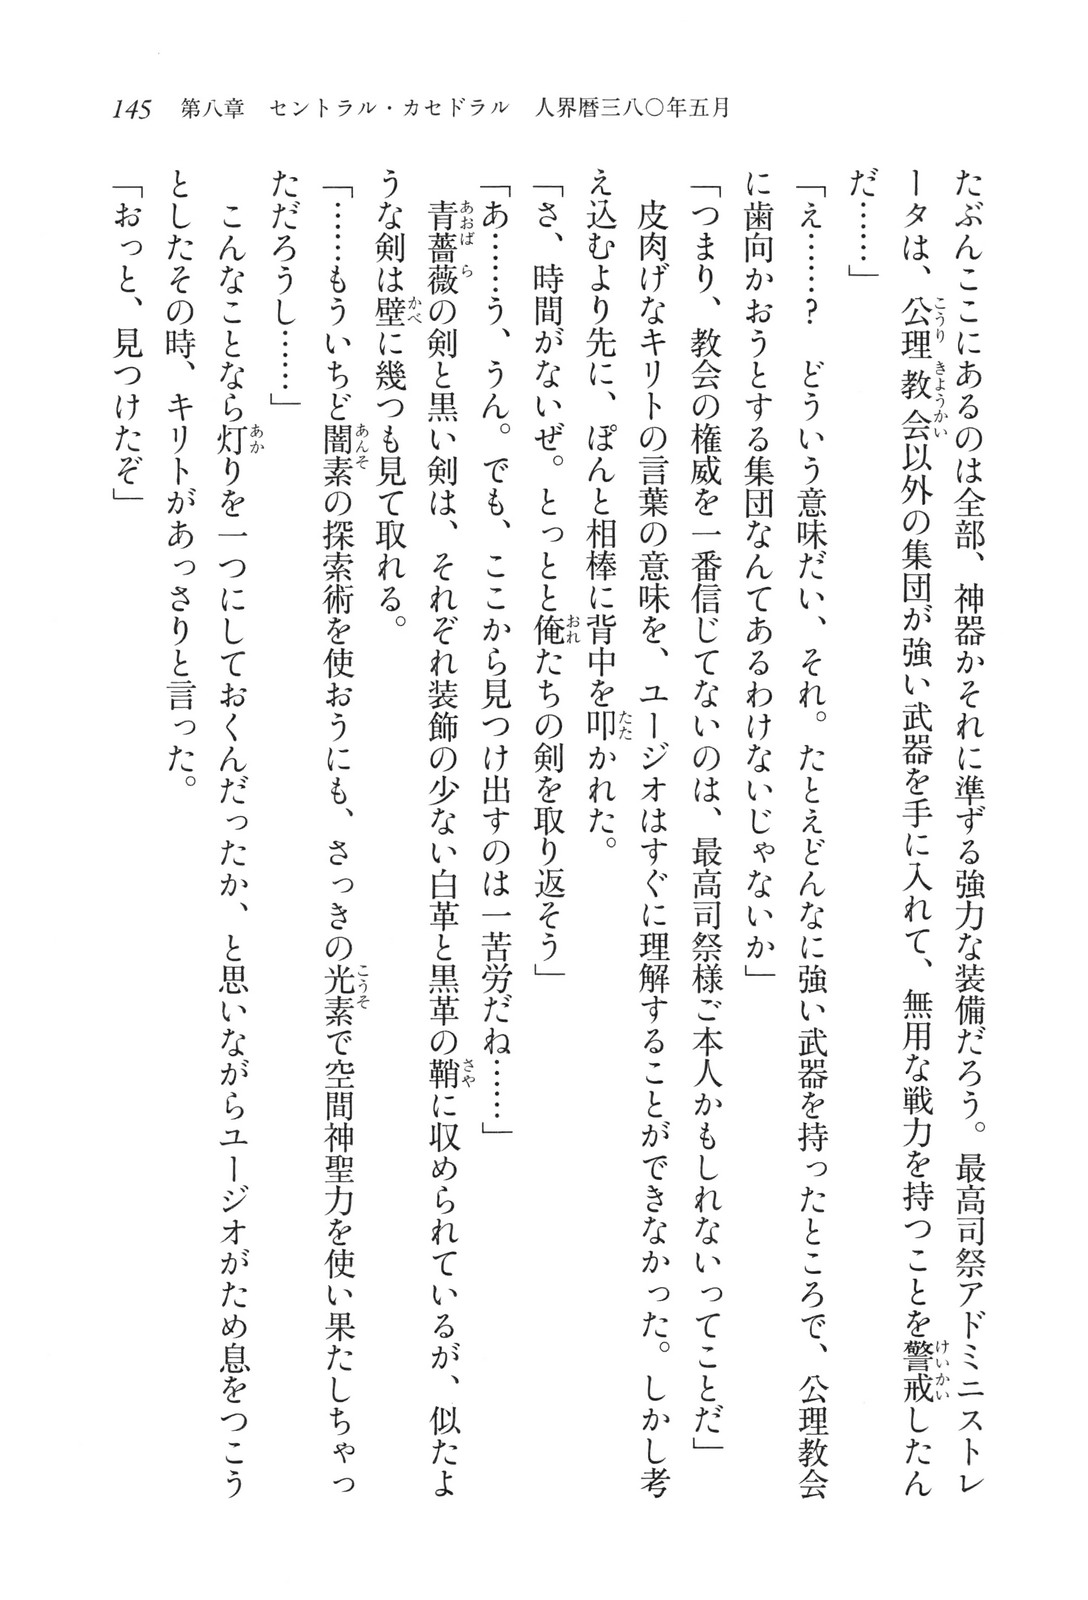 145 第八章 セントラル・カセドラル 人界暦三八〇年五月
たぶんここにあるのは全部、神器かそれに準ずる強力な装備だろう。最高司祭アドミニストレ
ータは、公理教会以外の集団が強い武器を手に入れて、無用な戦力を持つことを警戒したん
だ……」
「え……? どういう意味だい、それ。たとえどんなに強い武器を持ったところで、公理教会
に歯向かおうとする集団なんてあるわけないじゃないか」
「つまり、教会の権威を一番信じてないのは、最高司祭様ご本人かもしれないってことだ」
皮肉げなキリトの言葉の意味を、ユージオはすぐに理解することができなかった。しかし考
え込むより先に、ぽんと相棒に背中を叩かれた。
「さ、時間がないぜ。とっとと俺たちの剣を取り返そう」
「あ……う、うん。でも、ここから見つけ出すのは一苦労だね……」
青薔薇の剣と黒い剣は、それぞれ装飾の少ない白革と黒革の鞘に収められているが、似たよ
うな剣は壁に幾つも見て取れる。
「……もういちど闇素の探索術を使おうにも、さっきの光素で空間神聖力を使い果たしちゃっ
ただろうし……」
こんなことなら灯りを一つにしておくんだったか、と思いながらユージオがため息をつこう
としたその時、キリトがあっさりと言った。
「おっと、見つけたぞ」